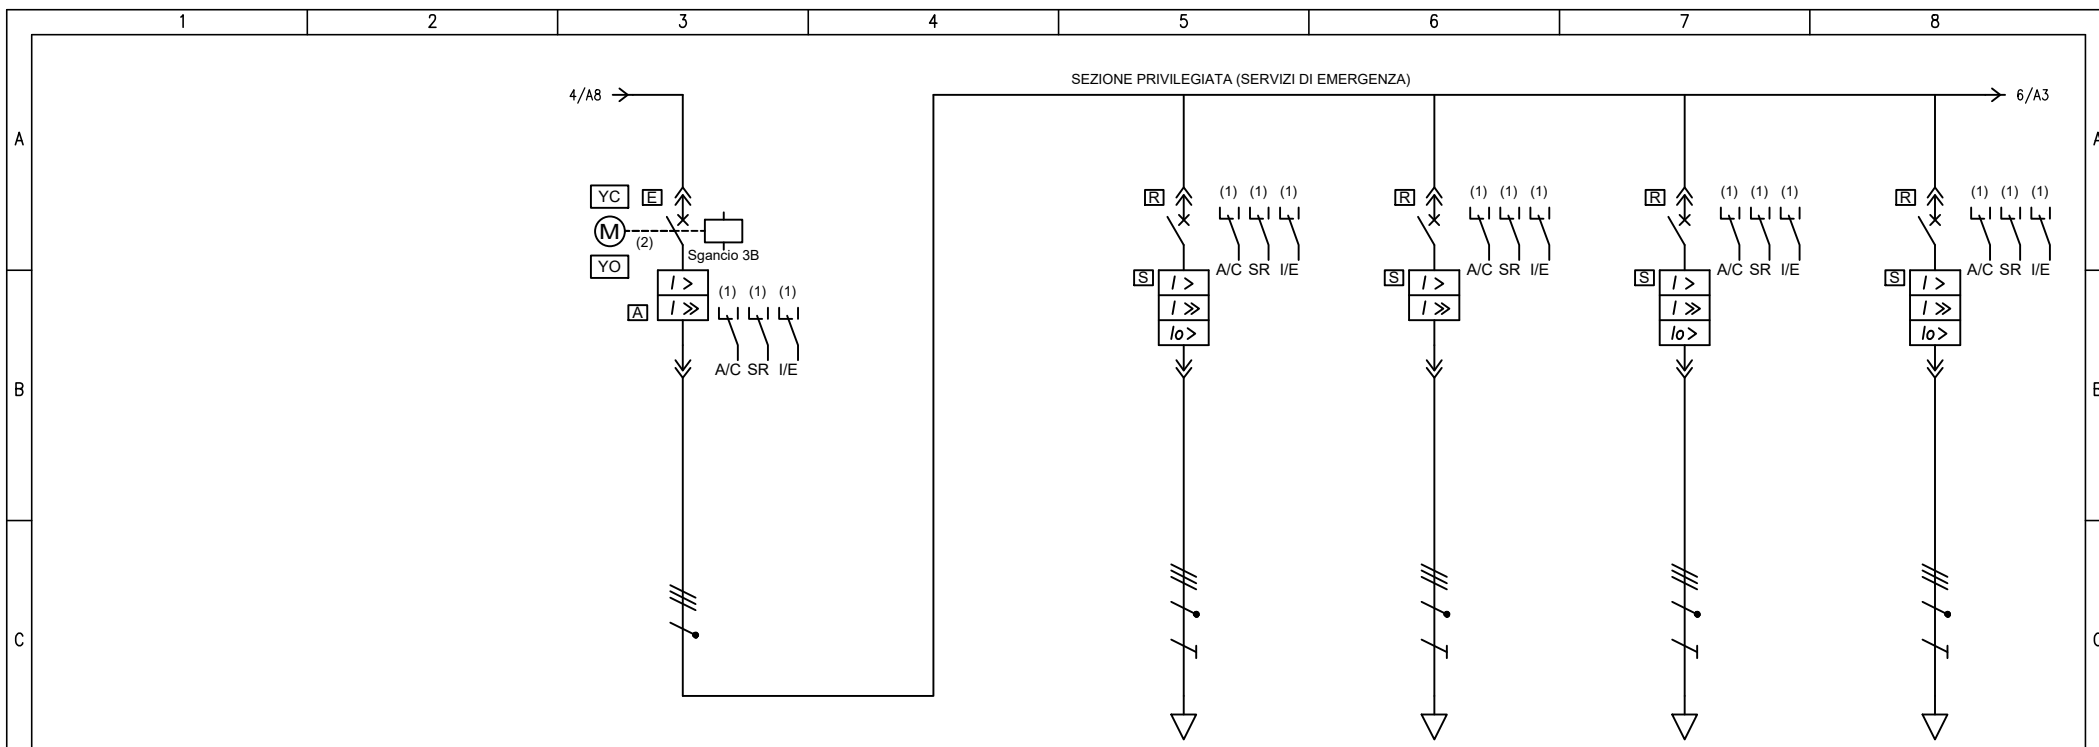 1 2 3 4 5 6 7 8
SEZIONE PRIVILEGIATA (SERVIZI DI EMERGENZA)
4/A8 6/A3
A A
YC E R (1) (1) (1) R (1) (1) (1) R (1) (1) (1) R (1) (1) (1)
M (2)
Sgancio 3B
YO A/C SR I/E A/C SR I/E A/C SR I/E A/C SR I/E
I > S I > S I > S I > S I >
(1) (1) (1)
A I >> I >> I >> I >> I >>
Io> Io> Io>
A/C SR I/E
B B
C C